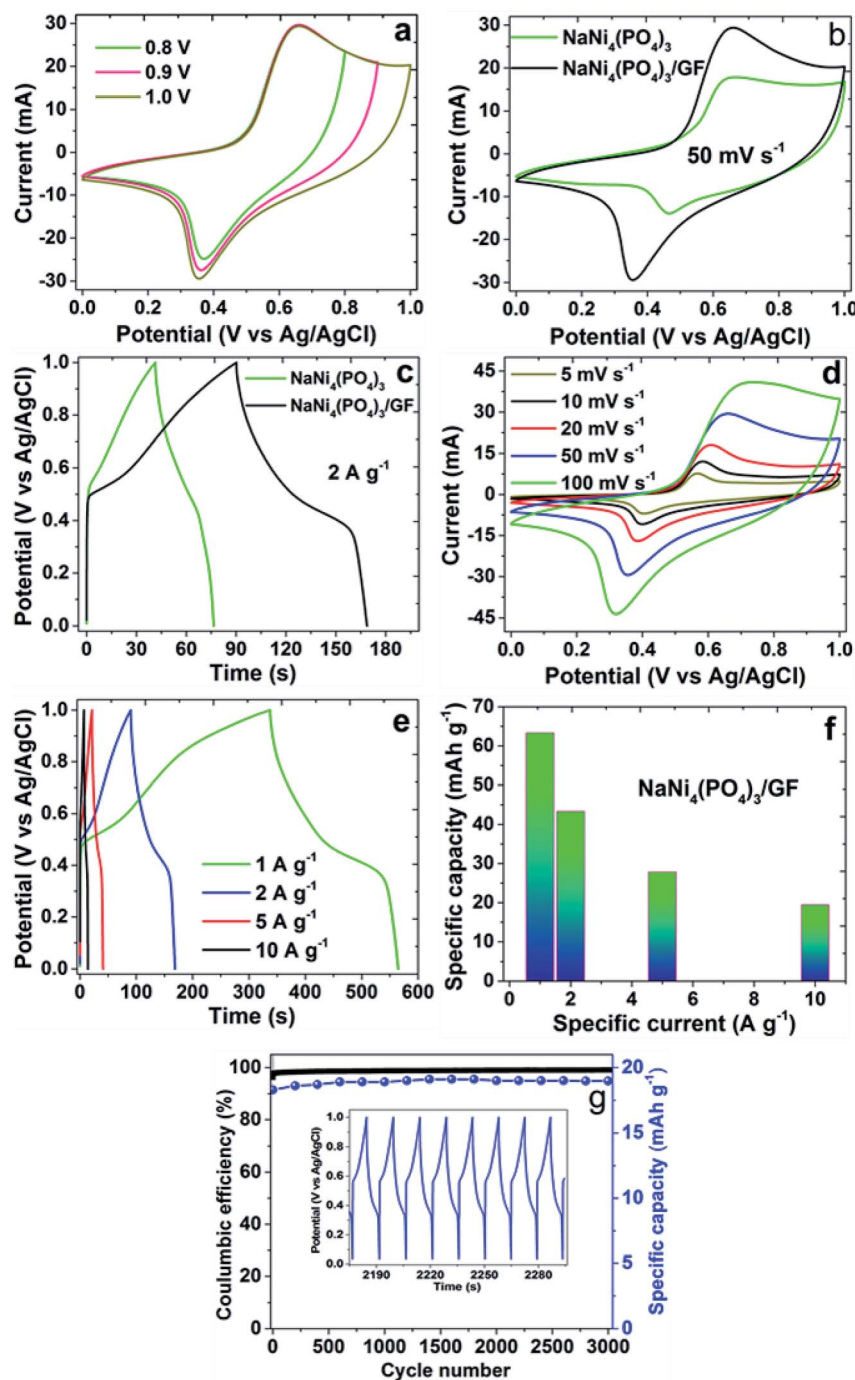 a
0.8 V
0.9 V
1.0 V
30
20
10
0
-10
-20
-30
Current (mA)
0.0 0.2 0.4 0.6 0.8 1.0
Potential (V vs Ag/AgCl)
b
NaNi4(PO4)3
NaNi4(PO4)3/GF
50 mV s-1
30
20
10
0
-10
-20
-30
Current (mA)
0.0 0.2 0.4 0.6 0.8 1.0
Potential (V vs Ag/AgCl)
c
NaNi4(PO4)3
NaNi4(PO4)3/GF
2 A g-1
1.0
0.8
0.6
0.4
0.2
0.0
Potential (V vs Ag/AgCl)
0 30 60 90 120 150 180
Time (s)
d
5 mV s-1
10 mV s-1
20 mV s-1
50 mV s-1
100 mV s-1
45
30
15
0
-15
-30
-45
Current (mA)
0.0 0.2 0.4 0.6 0.8 1.0
Potential (V vs Ag/AgCl)
e
1 A g-1
2 A g-1
5 A g-1
10 A g-1
1.0
0.8
0.6
0.4
0.2
0.0
Potential (V vs Ag/AgCl)
0 100 200 300 400 500 600
Time (s)
f
NaNi4(PO4)3/GF
70
60
50
40
30
20
10
0
Specific capacity (mAh g-1)
0 2 4 6 8 10
Specific current (A g-1)
g
100
80
60
40
20
0
Coulumbic efficiency (%)
20
15
10
5
0
Specific capacity (mAh g-1)
1.0
0.8
0.6
0.4
0.2
0.0
Potential (V vs Ag/AgCl)
2190 2220 2250 2280
Time (s)
0 500 1000 1500 2000 2500 3000
Cycle number